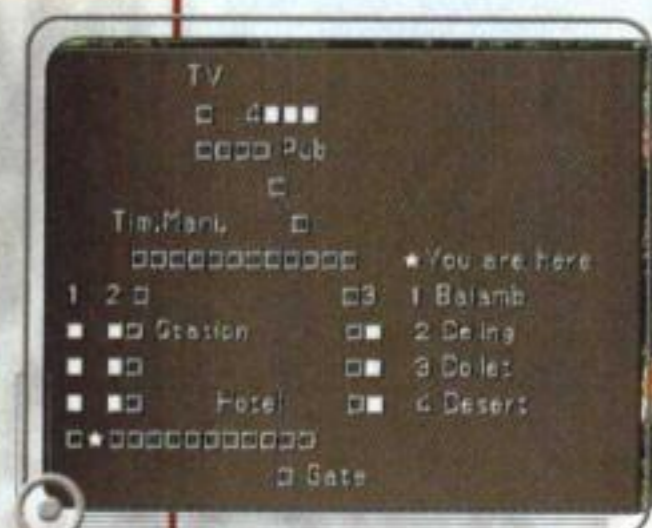 TV
4
Pub
Tim.Mani.
★You are here
1 2 3 1 Balamb
Station 2 Deling
3 Dollet
Hotel 4 Desert
★
Gate